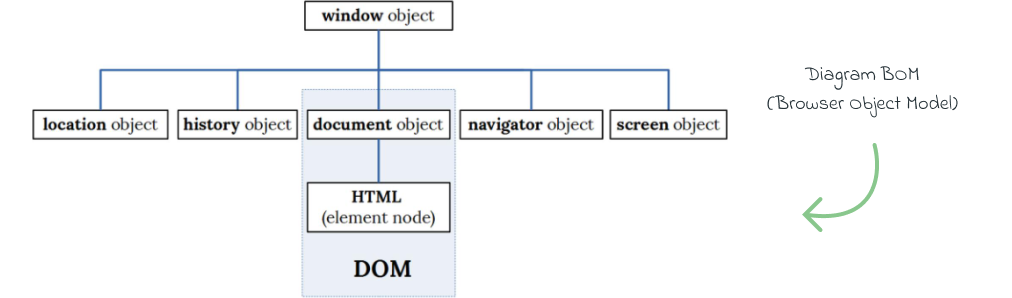 window object
location object
history object
document object
navigator object
screen object
HTML
(element node)
DOM
Diagram BOM
(Browser Object Model)